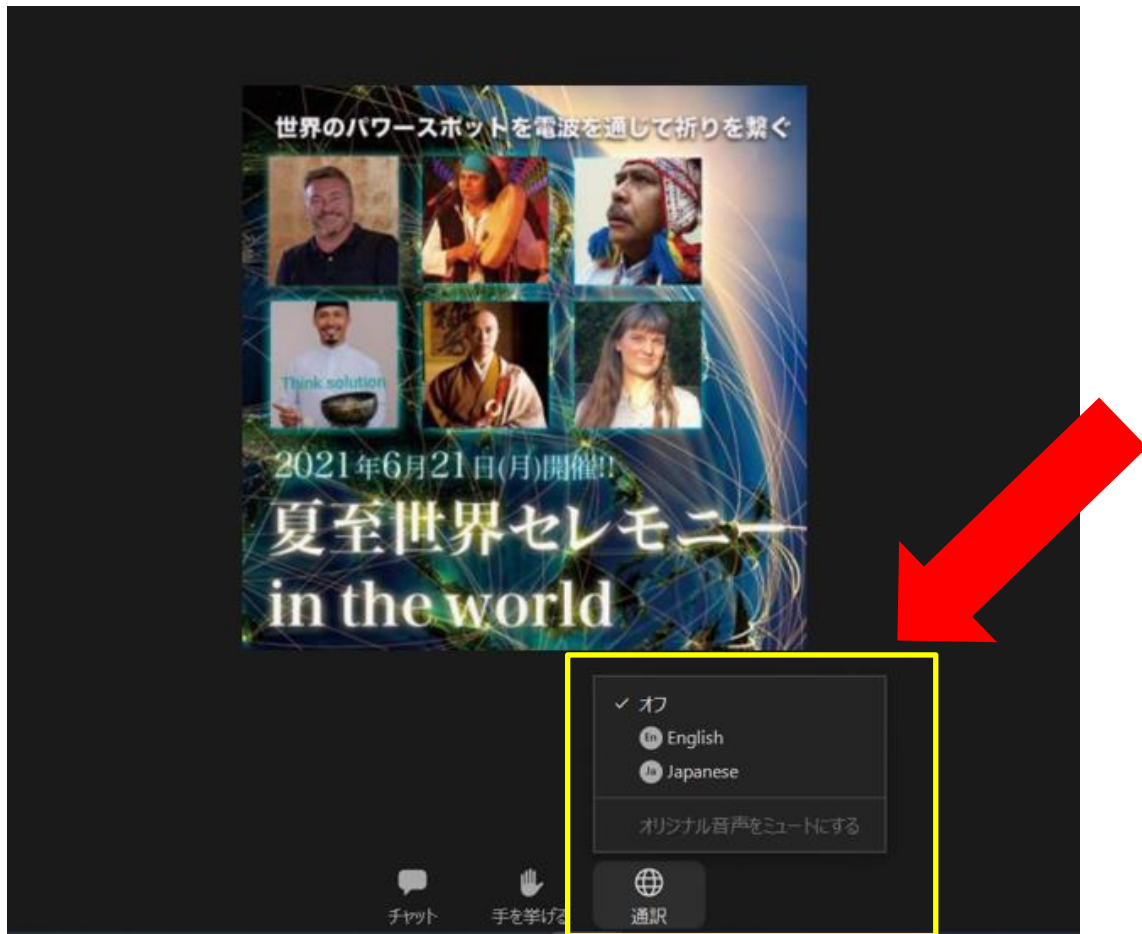 世界のパワースポットを電波を通じて祈りを繋ぐ
Think solution
2021年6月21日(月)開催!!
夏至世界セレモニー
in the world
オフ
En English
Ja Japanese
オリジナル音声をミュートにする
チャット 手を挙げる 通訳